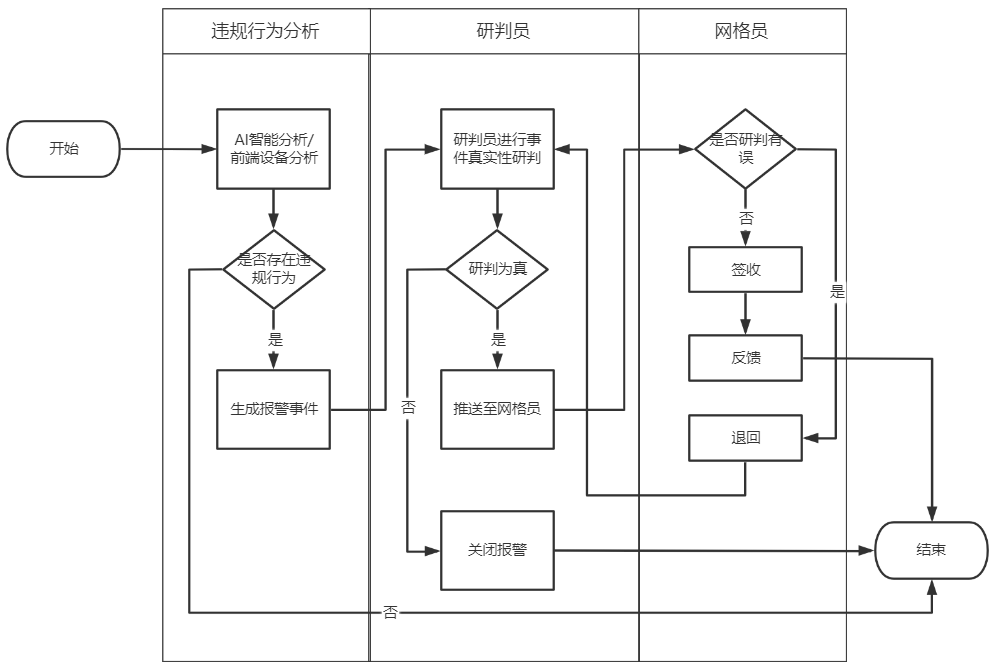 违规行为分析
研判员
网格员
开始
AI智能分析/
前端设备分析
是否存在违
规行为
是
生成报警事件
否
研判员进行事
件真实性研判
研判为真
是
否
推送至网格员
关闭报警
是否研判有
误
否
是
签收
反馈
退回
结束